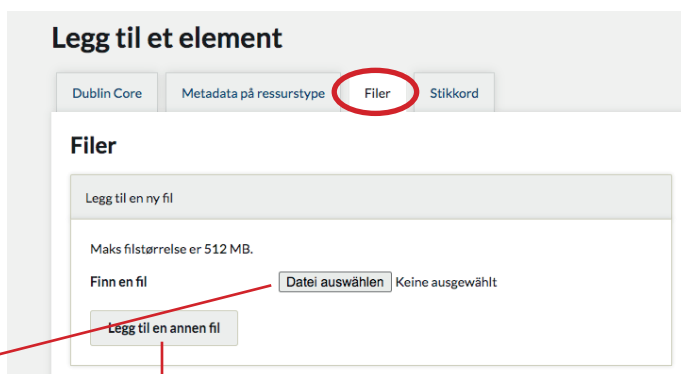 Legg til et element
Dublin Core Metadata på ressurstype Filer Stikkord
Filer
Legg til en ny fil
Maks filstørrelse er 512 MB.
Finn en fil Datei auswählen Keine ausgewählt
Legg til en annen fil